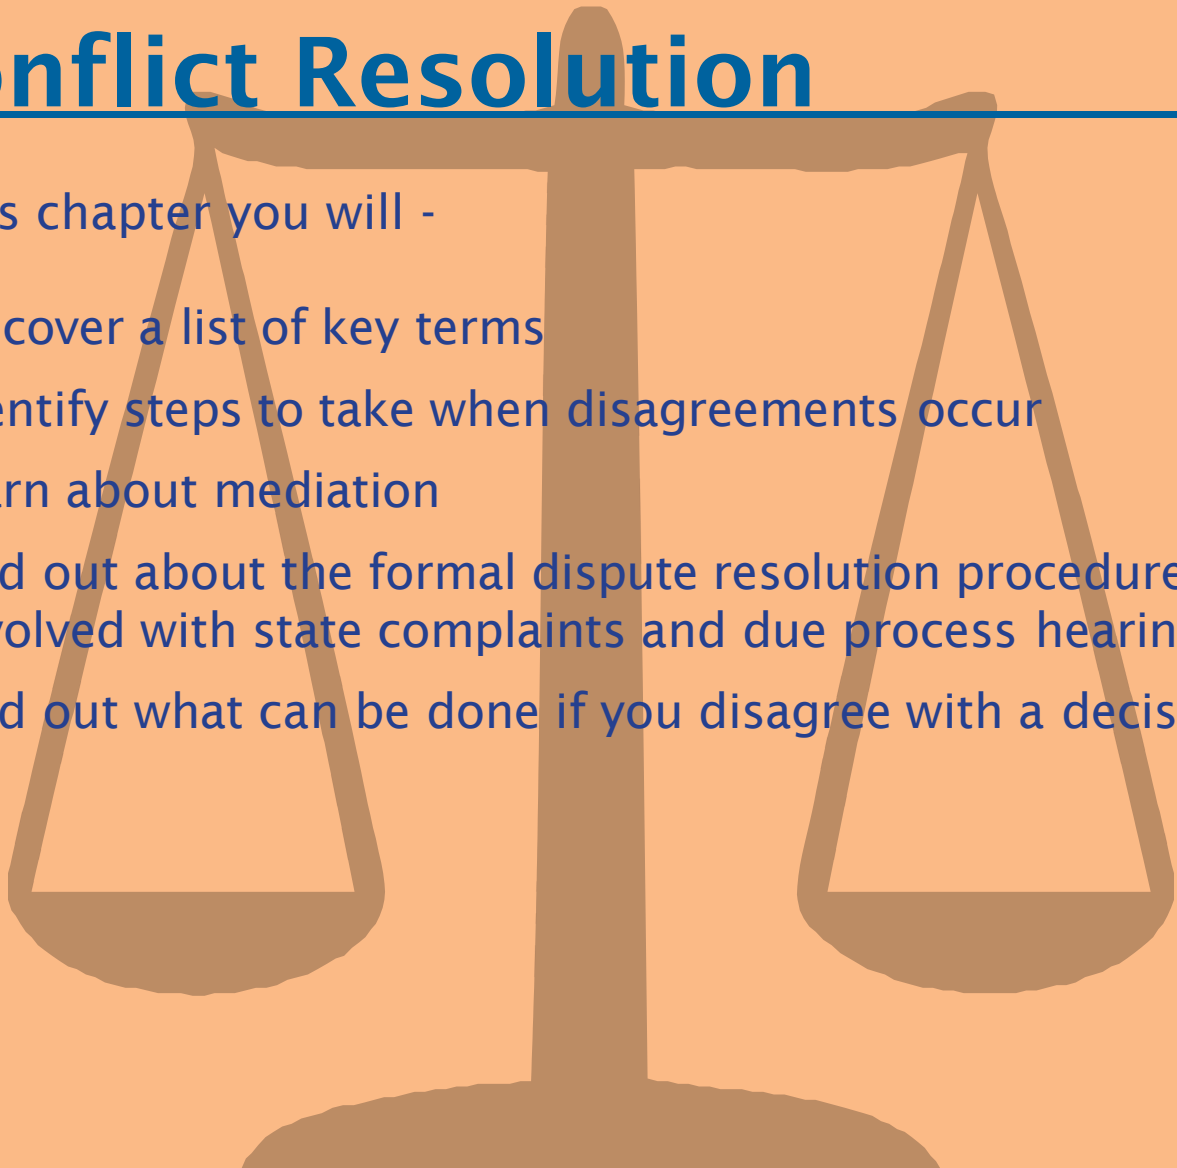 onflict Resolution
s chapter you will -
cover a list of key terms
entify steps to take when disagreements occur
arn about mediation
d out about the formal dispute resolution procedure
volved with state complaints and due process hearin
d out what can be done if you disagree with a decis